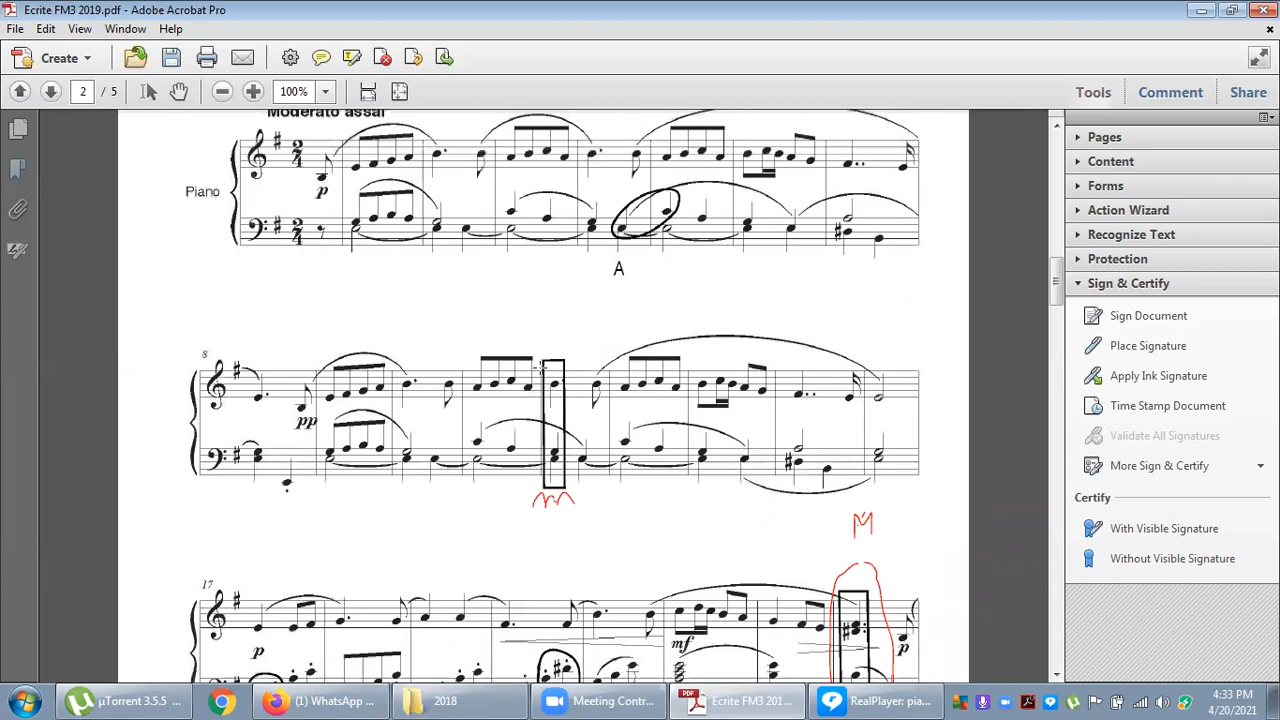 Ecrite FM3 2019.pdf - Adobe Acrobat Pro
File Edit View Window Help
Create
2 / 5 100% Tools Comment Share
Moderato assai
Piano
p
A
8
pp
m
M
17
p
mf
p
Pages
Content
Forms
Action Wizard
Recognize Text
Protection
Sign & Certify
Sign Document
Place Signature
Apply Ink Signature
Time Stamp Document
Validate All Signatures
More Sign & Certify
Certify
With Visible Signature
Without Visible Signature
µTorrent 3.5.5 ... (1) WhatsApp ... 2018 Meeting Contr... Ecrite FM3 2019... RealPlayer: pia... 4:33 PM
4/20/2021